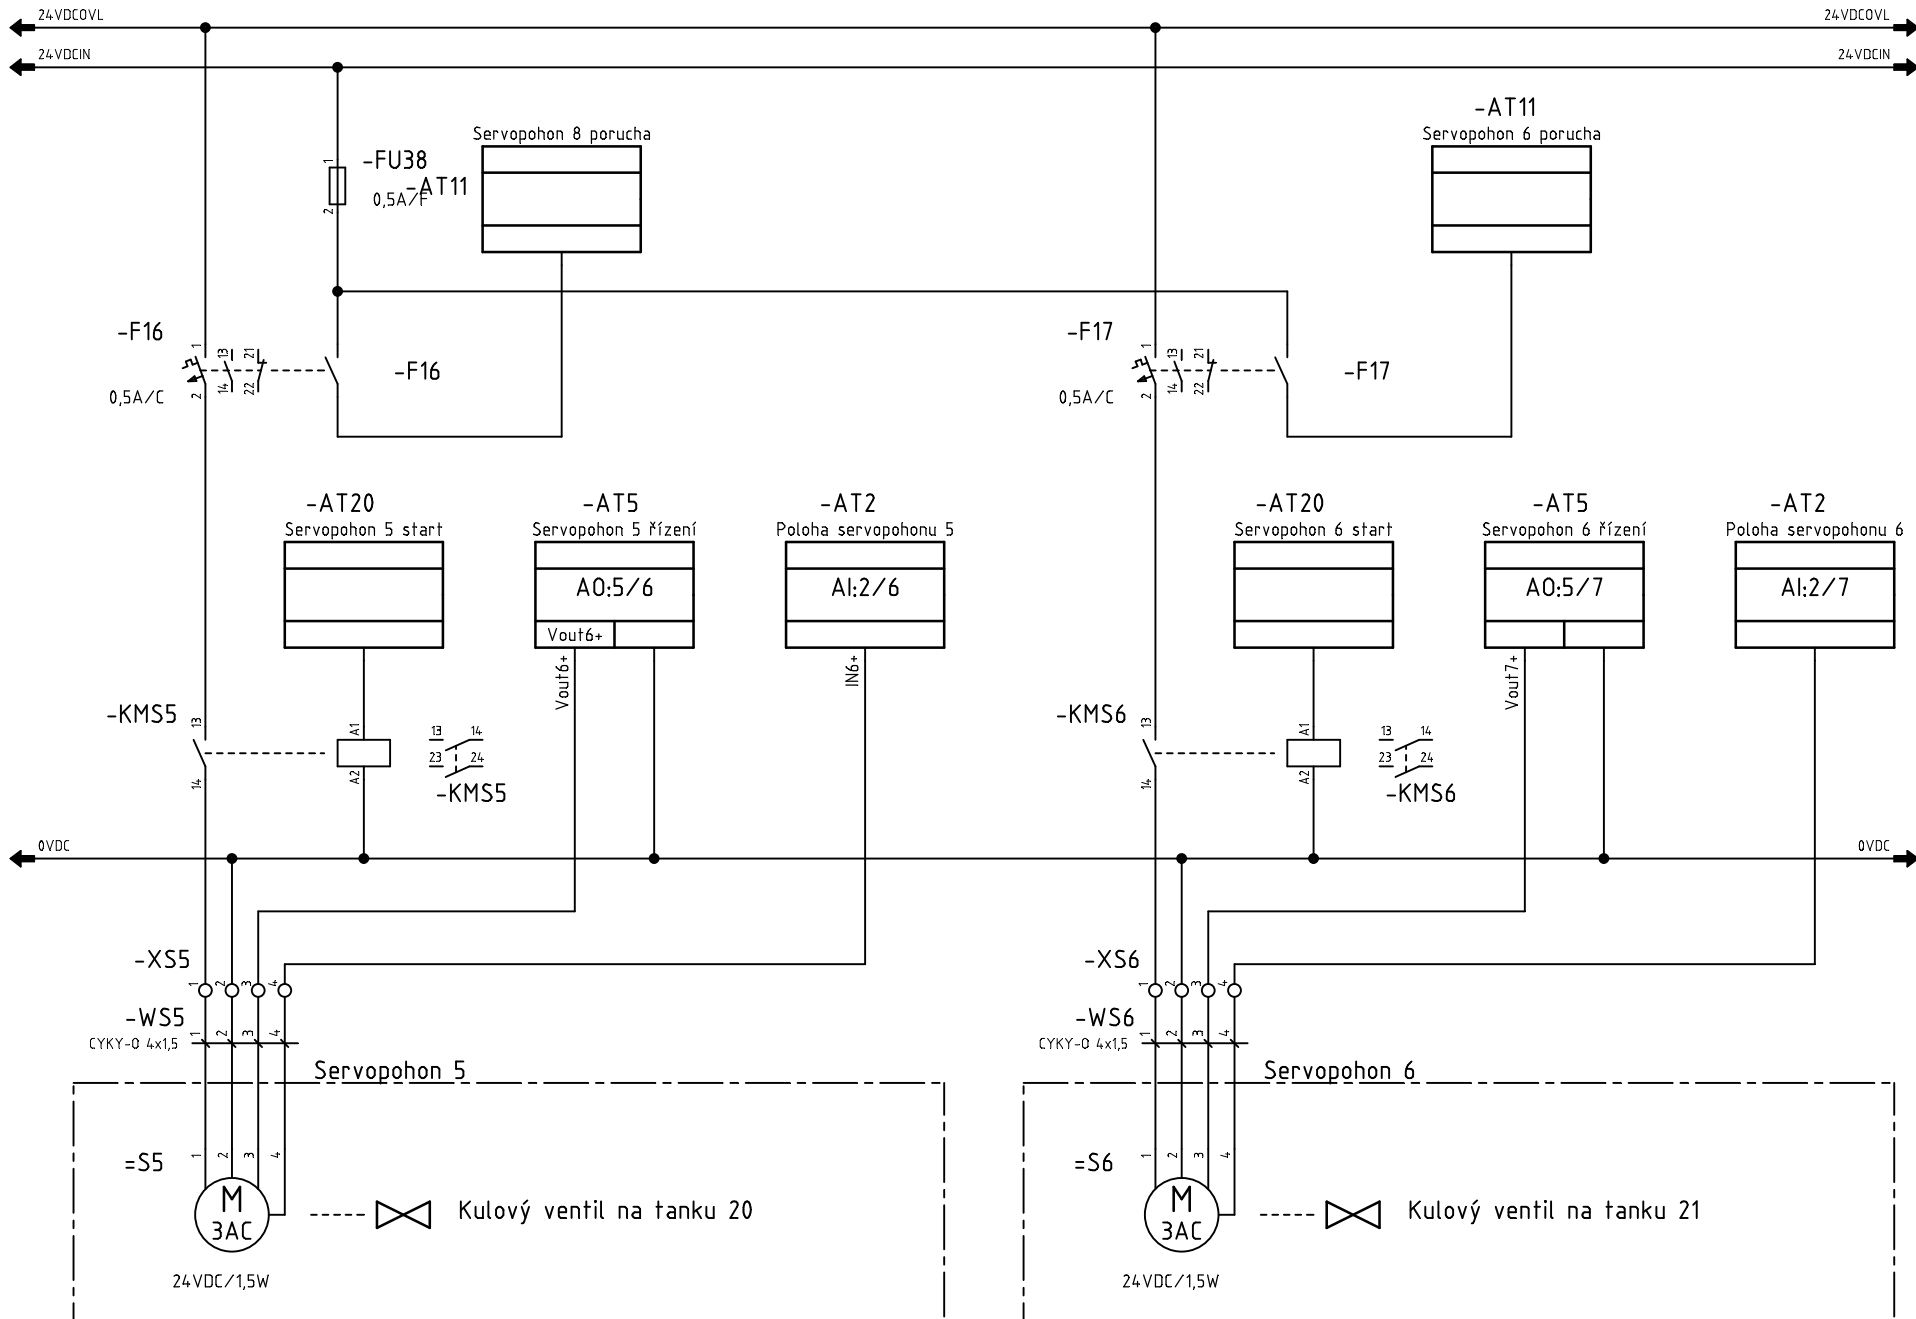 24VDCOVL
24VDCOVL
24VDCIN
24VDCIN
-AT11
Servopohon 8 porucha
Servopohon 6 porucha
1
-FU38
-AT11
0,5A/F
2
-F16
1
13
21
-F16
14
22
0,5A/C
2
-F17
1
13
21
-F17
14
22
0,5A/C
2
-AT20
-AT5
-AT2
Servopohon 5 start
Servopohon 5 řízení
Poloha servopohonu 5
AO:5/6
AI:2/6
Vout6+
Vout6+
IN6+
-AT20
-AT5
-AT2
Servopohon 6 start
Servopohon 6 řízení
Poloha servopohonu 6
AO:5/7
AI:2/7
Vout7+
-KMS5
13
14
A1
A2
13
14
23
24
-KMS5
-KMS6
13
14
A1
A2
13
14
23
24
-KMS6
0VDC
0VDC
-XS5
1
2
3
4
-WS5
1
2
3
4
CYKY-O 4x1,5
-XS6
1
2
3
4
-WS6
1
2
3
4
CYKY-O 4x1,5
Servopohon 5
Servopohon 6
=S5
1
2
3
4
M
3AC
Kulový ventil na tanku 20
24VDC/1,5W
=S6
1
2
3
4
M
3AC
Kulový ventil na tanku 21
24VDC/1,5W